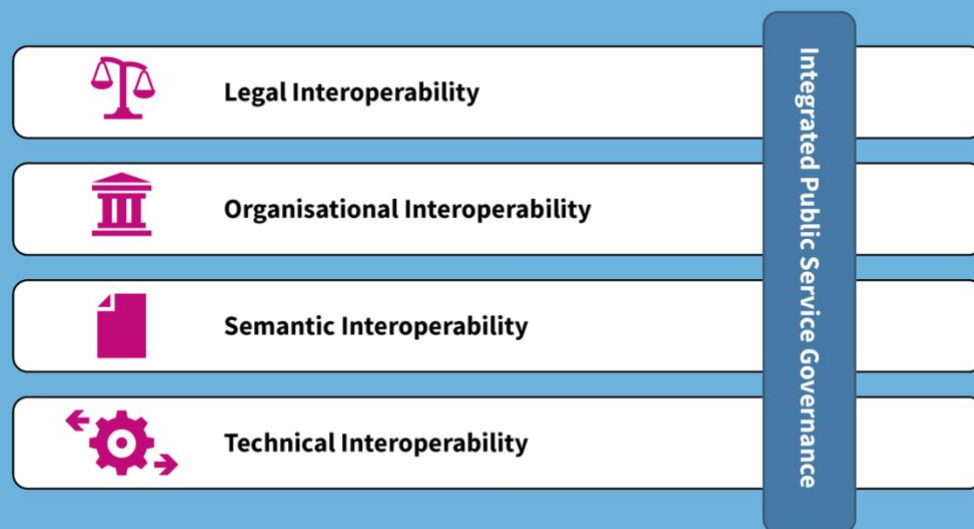 Legal Interoperability
Organisational Interoperability
Semantic Interoperability
Technical Interoperability
Integrated Public Service Governance